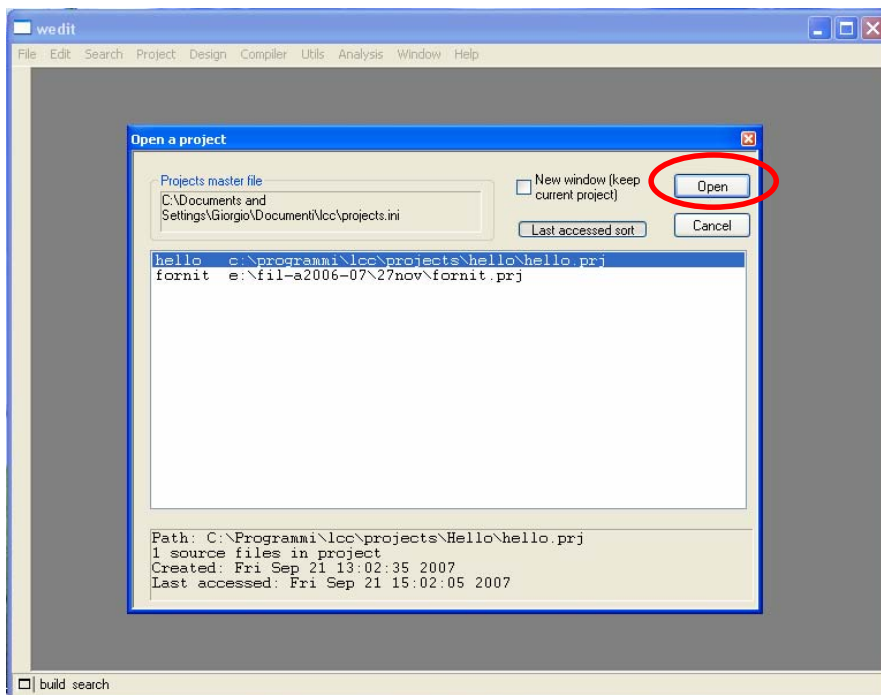 wedit
File Edit Search Project Design Compiler Utils Analysis Window Help
Open a project
Projects master file
C:\Documents and
Settings\Giorgio\Documenti\lcc\projects.ini
New window (keep
current project)
Open
Last accessed sort
Cancel
hello c:\programmi\lcc\projects\hello\hello.prj
fornit e:\fil-a2006-07\27nov\fornit.prj
Path: C:\Programmi\lcc\projects\Hello\hello.prj
1 source files in project
Created: Fri Sep 21 13:02:35 2007
Last accessed: Fri Sep 21 15:02:05 2007
build search